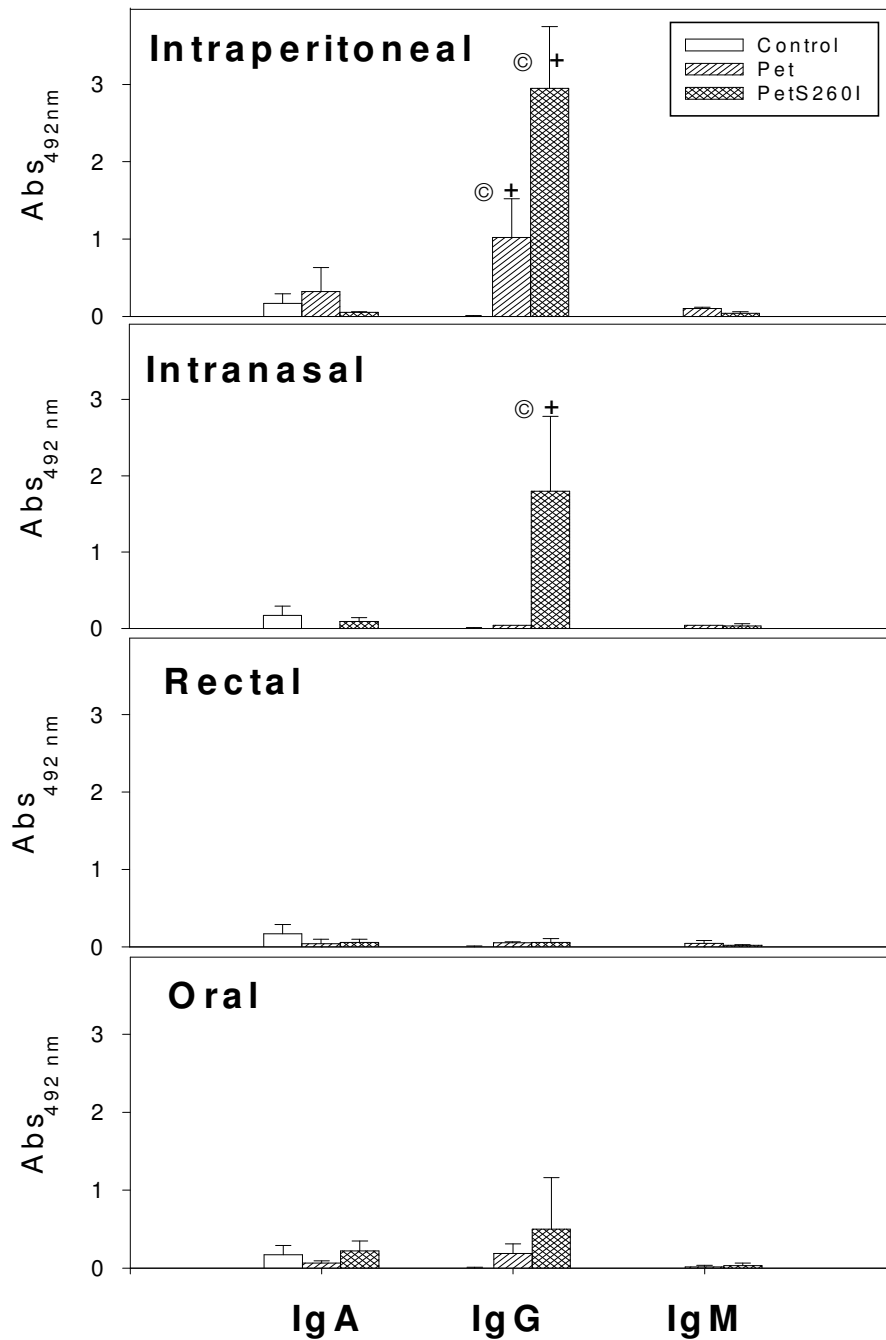 Intraperitoneal
Control
Pet
PetS260I
© +
© +
Abs492nm
3
2
1
0
Intranasal
© +
Abs492 nm
3
2
1
0
Rectal
Abs492 nm
3
2
1
0
Oral
Abs492 nm
3
2
1
0
IgA IgG IgM